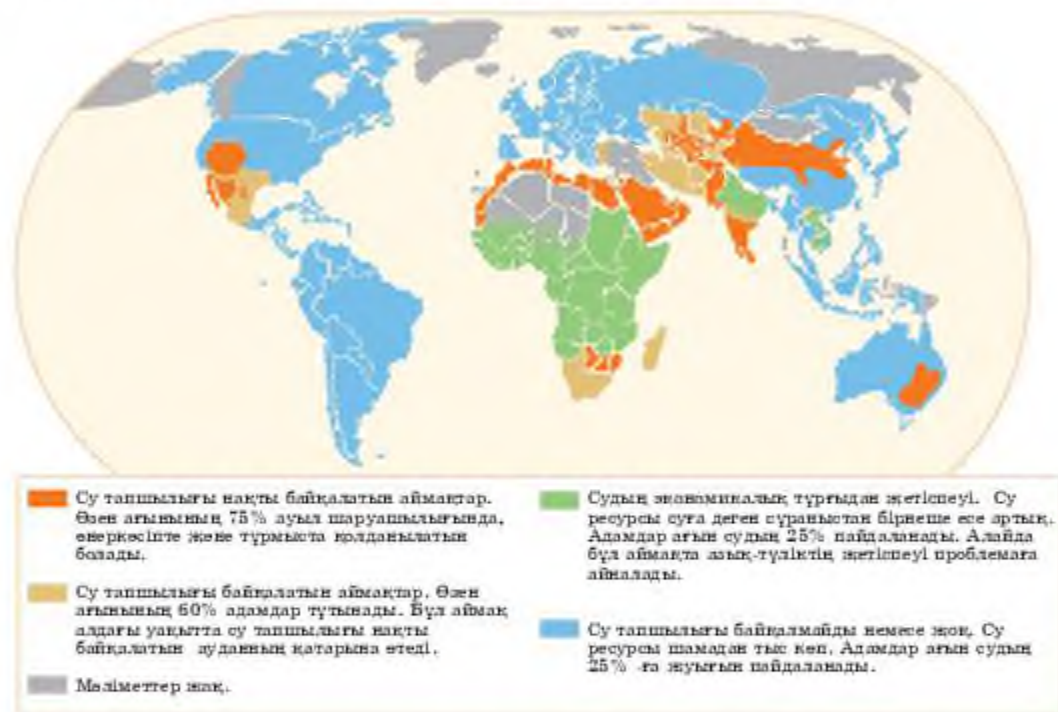 Су тапшылығы нақты байқалатын аймақтар.
Өзен ағынының 75% ауыл шаруашылығында,
өнеркәсіпте және тұрмыста қолданылатын
болады.
Су тапшылығы байқалатын аймақтар. Өзен
ағынының 60% адамдар тұтынады. Бұл аймақ
алдағы уақытта су тапшылығы нақты
байқалатын ауданның қатарына өтеді.
Мәліметтер жақ.
Судың экономикалық тұрғыдан жетіспеуі. Су
ресурсы суға деген сұраныстан бірнеше есе артық.
Адамдар ағын судың 25% пайдаланады. Алайда
бұл аймақта азық-түліктің жетіспеуі проблемаға
айналады.
Су тапшылығы байқалмайды немесе жоқ. Су
ресурсы шамадан тыс көп. Адамдар ағын судың
25% -ға жуығын пайдаланады.